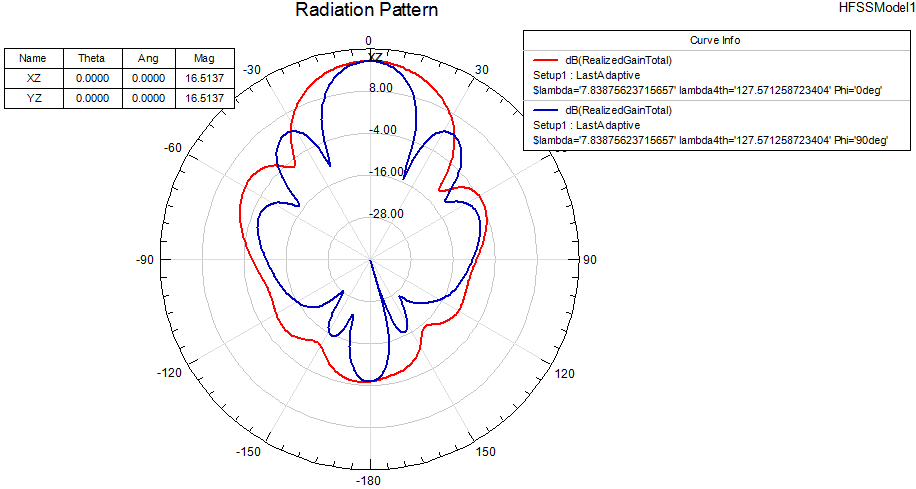 Radiation Pattern
HFSSModel1
Name Theta Ang Mag
XZ 0.0000 0.0000 16.5137
YZ 0.0000 0.0000 16.5137
Curve Info
dB(RealizedGainTotal)
Setup1 : LastAdaptive
$lambda='7.83875623715657' lambda4th='127.571258723404' Phi='0deg'
dB(RealizedGainTotal)
Setup1 : LastAdaptive
$lambda='7.83875623715657' lambda4th='127.571258723404' Phi='90deg'
0
-30
30
8.00
-4.00
-60
-16.00
-28.00
-90
90
-120
120
-150
150
-180